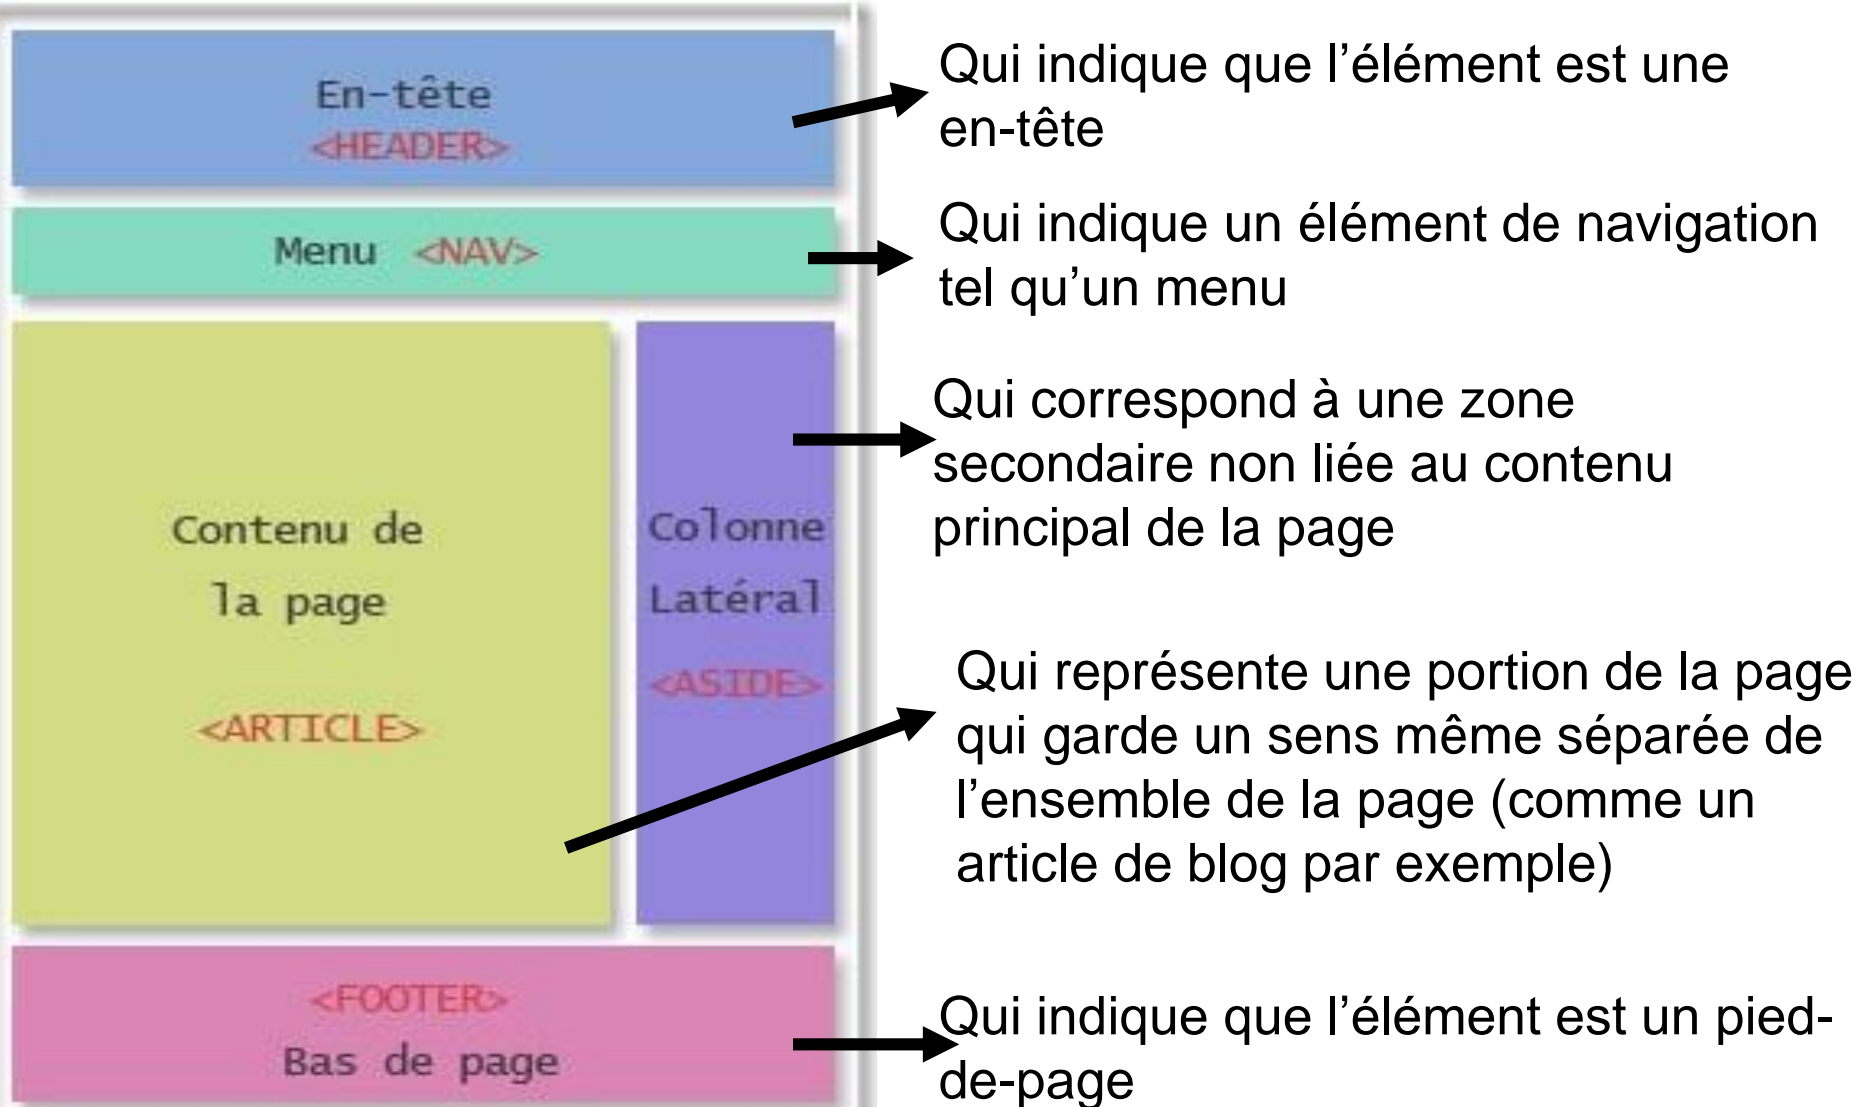 En-tête
<HEADER>
Qui indique que l’élément est une
en-tête
Menu <NAV>
Qui indique un élément de navigation
tel qu’un menu
Contenu de
la page
<ARTICLE>
Colonne
Latéral
<ASIDE>
Qui correspond à une zone
secondaire non liée au contenu
principal de la page
Qui représente une portion de la page
qui garde un sens même séparée de
l’ensemble de la page (comme un
article de blog par exemple)
<FOOTER>
Bas de page
Qui indique que l’élément est un pied-
de-page